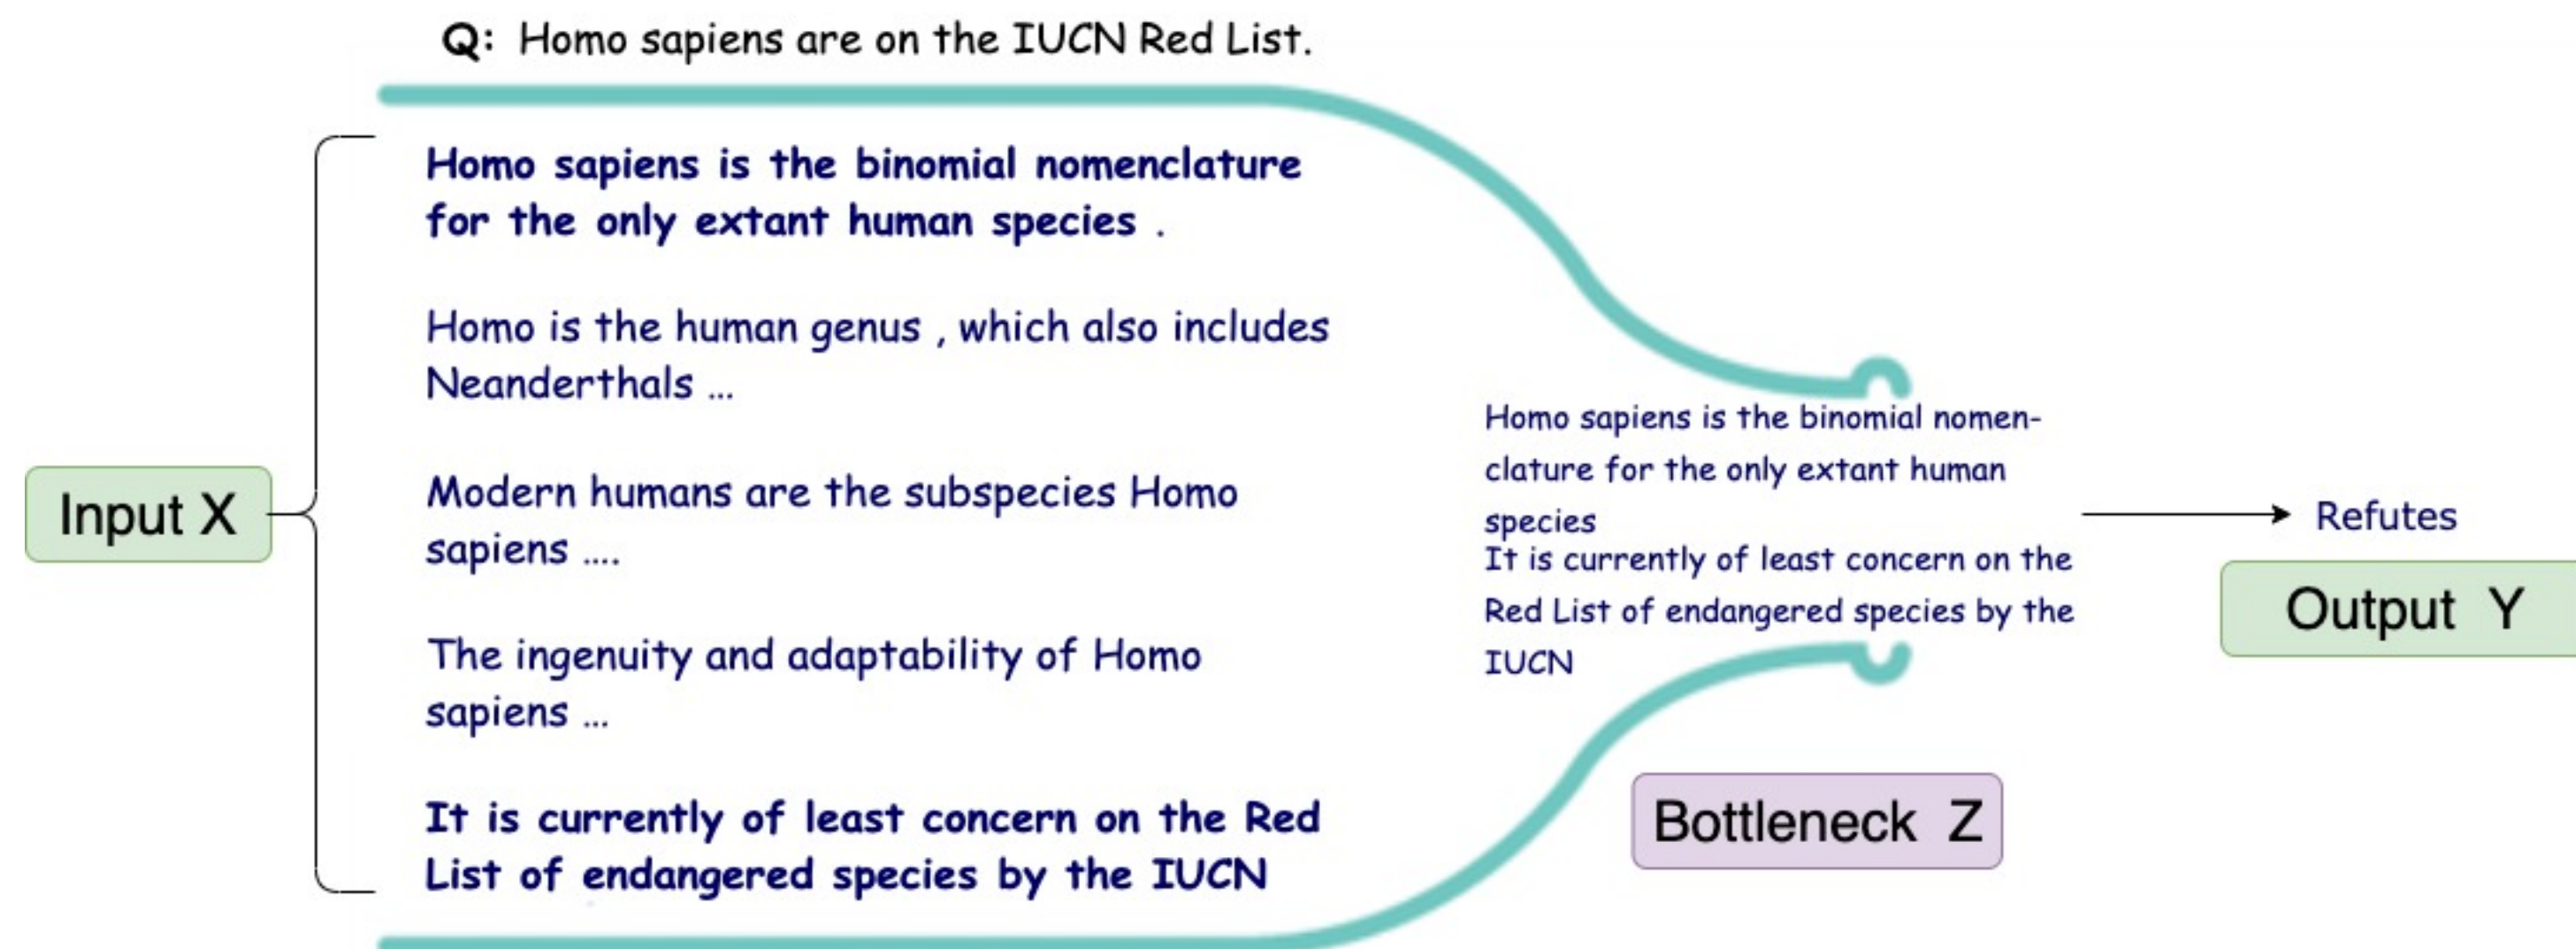 Q: Homo sapiens are on the IUCN Red List.
Homo sapiens is the binomial nomenclature
for the only extant human species .
Homo is the human genus , which also includes
Neanderthals ...
Modern humans are the subspecies Homo
sapiens ....
The ingenuity and adaptability of Homo
sapiens ...
It is currently of least concern on the Red
List of endangered species by the IUCN
Input X
Homo sapiens is the binomial nomen-
clature for the only extant human
species
It is currently of least concern on the
Red List of endangered species by the
IUCN
Bottleneck Z
Refutes
Output Y